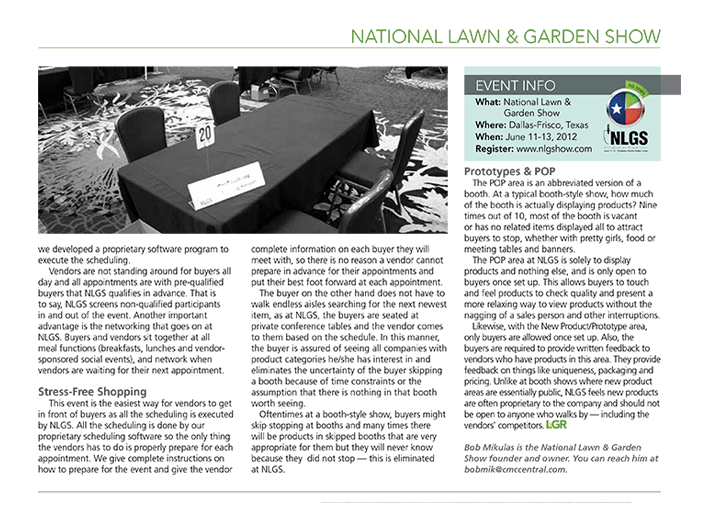 NATIONAL LAWN & GARDEN SHOW
20
NLGS
we developed a proprietary software program to
execute the scheduling.
Vendors are not standing around for buyers all
day and all appointments are with pre-qualified
buyers that NLGS qualifies in advance. That is
to say, NLGS screens non-qualified participants
in and out of the event. Another important
advantage is the networking that goes on at
NLGS. Buyers and vendors sit together at all
meal functions (breakfasts, lunches and vendor-
sponsored social events), and network when
vendors are waiting for their next appointment.
Stress-Free Shopping
This event is the easiest way for vendors to get
in front of buyers as all the scheduling is executed
by NLGS. All the scheduling is done by our
proprietary scheduling software so the only thing
the vendors has to do is properly prepare for each
appointment. We give complete instructions on
how to prepare for the event and give the vendor
complete information on each buyer they will
meet with, so there is no reason a vendor cannot
prepare in advance for their appointments and
put their best foot forward at each appointment.
The buyer on the other hand does not have to
walk endless aisles searching for the next newest
item, as at NLGS, the buyers are seated at
private conference tables and the vendor comes
to them based on the schedule. In this manner,
the buyer is assured of seeing all companies with
product categories he/she has interest in and
eliminates the uncertainty of the buyer skipping
a booth because of time constraints or the
assumption that there is nothing in that booth
worth seeing.
Oftentimes at a booth-style show, buyers might
skip stopping at booths and many times there
will be products in skipped booths that are very
appropriate for them but they will never know
because they did not stop — this is eliminated
at NLGS.
EVENT INFO
What: National Lawn &
Garden Show
Where: Dallas-Frisco, Texas
When: June 11-13, 2012
Register: www.nlgshow.com
NLGS
Prototypes & POP
The POP area is an abbreviated version of a
booth. At a typical booth-style show, how much
of the booth is actually displaying products? Nine
times out of 10, most of the booth is vacant
or has no related items displayed all to attract
buyers to stop, whether with pretty girls, food or
meeting tables and banners.
The POP area at NLGS is solely to display
products and nothing else, and is only open to
buyers once set up. This allows buyers to touch
and feel products to check quality and present a
more relaxing way to view products without the
nagging of a sales person and other interruptions.
Likewise, with the New Product/Prototype area,
only buyers are allowed once set up. Also, the
buyers are required to provide written feedback to
vendors who have products in this area. They provide
feedback on things like uniqueness, packaging and
pricing. Unlike at booth shows where new product
areas are essentially public, NLGS feels new products
are often proprietary to the company and should not
be open to anyone who walks by — including the
vendors' competitors. LGR
Bob Mikulas is the National Lawn & Garden
Show founder and owner. You can reach him at
bobmik@cmccentral.com.